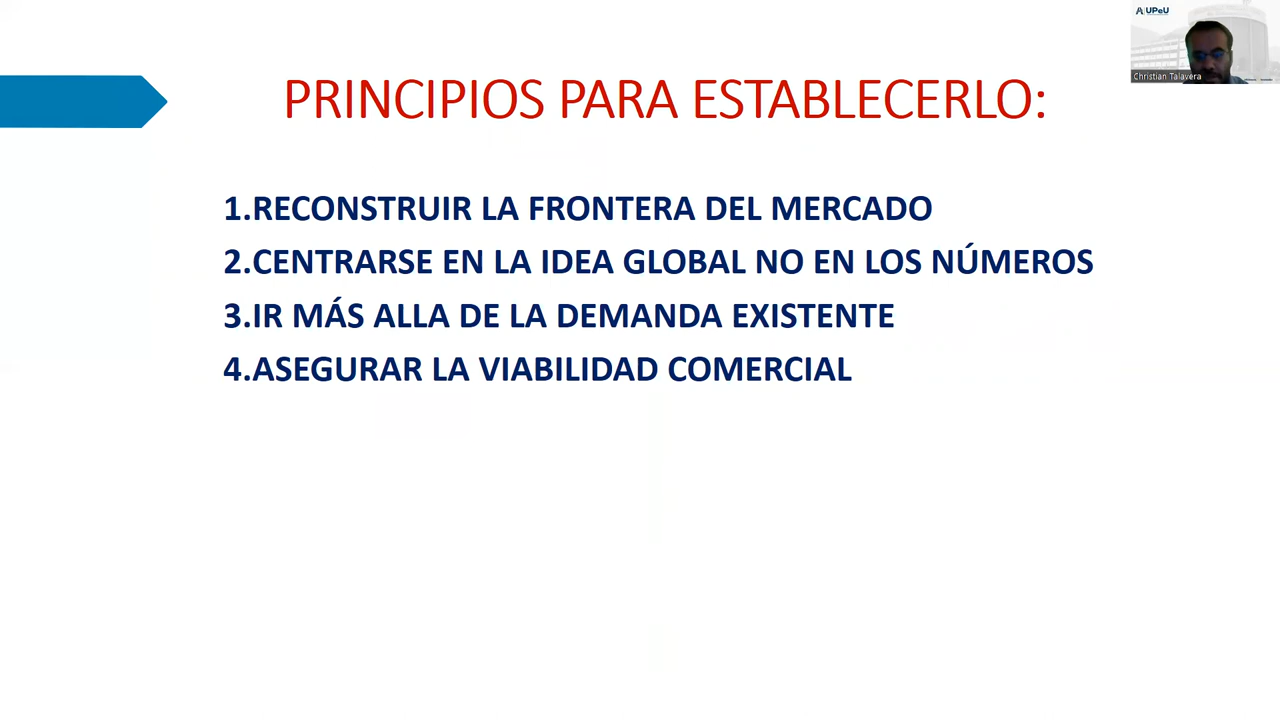 UPeU
Christian Talavera
PRINCIPIOS PARA ESTABLECERLO:
1.RECONSTRUIR LA FRONTERA DEL MERCADO
2.CENTRARSE EN LA IDEA GLOBAL NO EN LOS NÚMEROS
3.IR MÁS ALLA DE LA DEMANDA EXISTENTE
4.ASEGURAR LA VIABILIDAD COMERCIAL